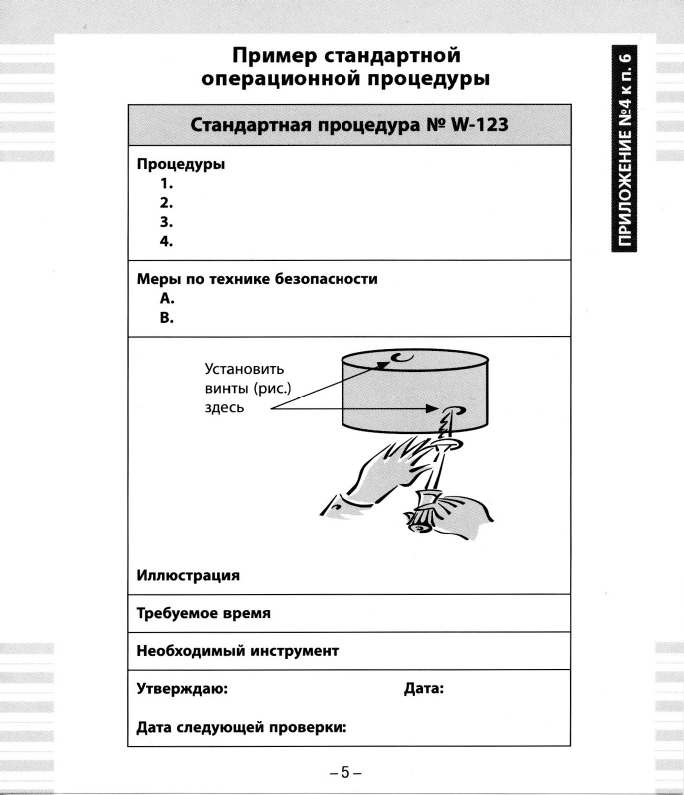 Пример стандартной
операционной процедуры
ПРИЛОЖЕНИЕ №4 к п. 6
Стандартная процедура № W-123
Процедуры
1.
2.
3.
4.
Меры по технике безопасности
A.
B.
Установить
винты (рис.)
здесь
Иллюстрация
Требуемое время
Необходимый инструмент
Утверждаю: Дата:
Дата следующей проверки:
– 5 –